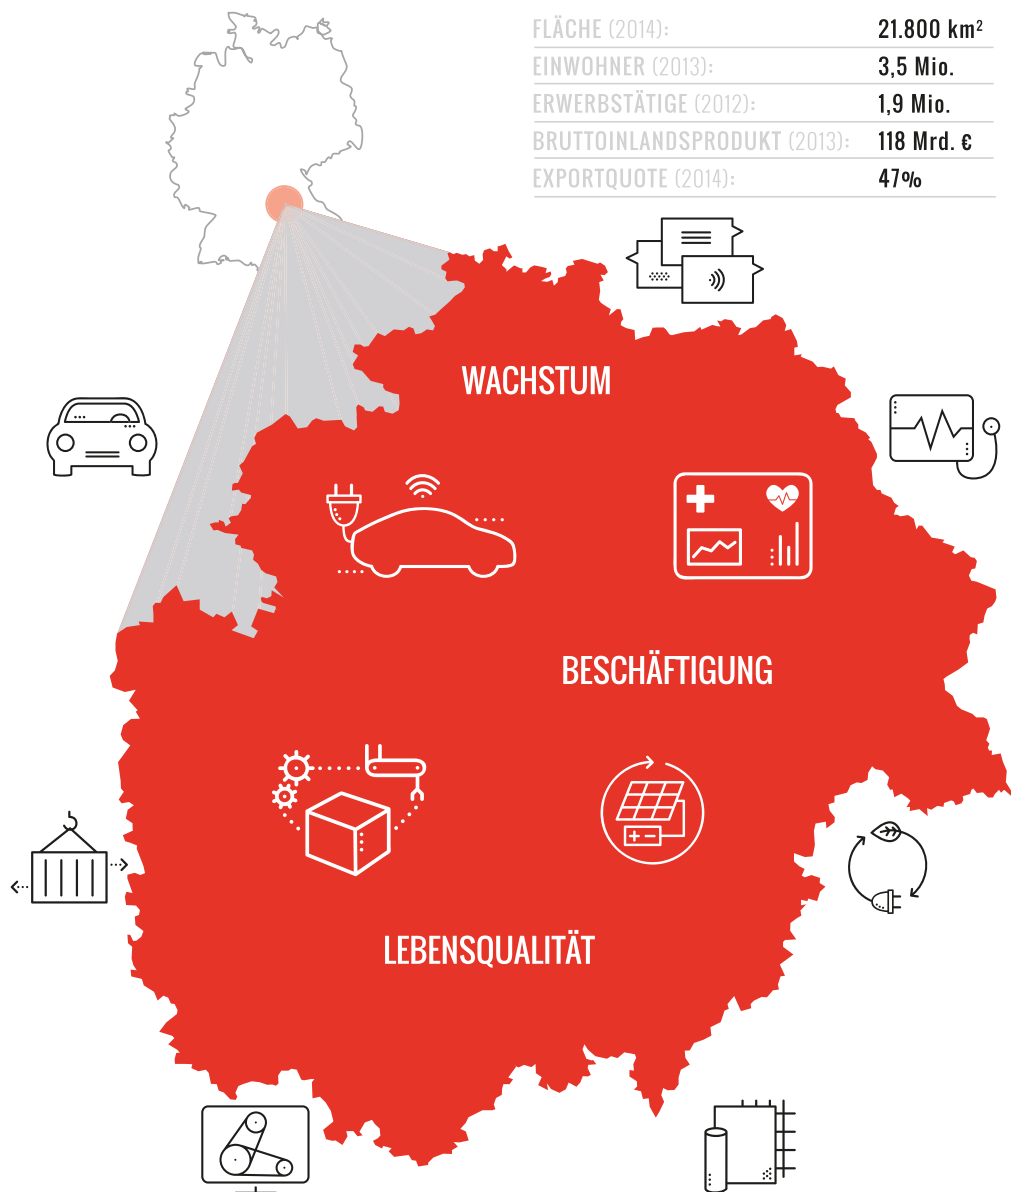 FLÄCHE (2014): 21.800 km²
EINWOHNER (2013): 3,5 Mio.
ERWERBSTÄTIGE (2012): 1,9 Mio.
BRUTTOINLANDSPRODUKT (2013): 118 Mrd. €
EXPORTQUOTE (2014): 47%
WACHSTUM
BESCHÄFTIGUNG
LEBENSQUALITÄT